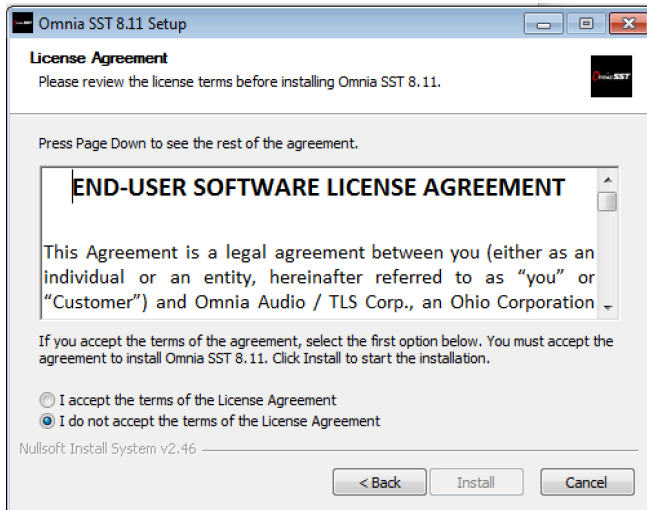 Omnia SST 8.11 Setup
License Agreement
Please review the license terms before installing Omnia SST 8.11.
Omnia SST
Press Page Down to see the rest of the agreement.
END-USER SOFTWARE LICENSE AGREEMENT
This Agreement is a legal agreement between you (either as an
individual or an entity, hereinafter referred to as “you” or
“Customer”) and Omnia Audio / TLS Corp., an Ohio Corporation
If you accept the terms of the agreement, select the first option below. You must accept the
agreement to install Omnia SST 8.11. Click Install to start the installation.
I accept the terms of the License Agreement
I do not accept the terms of the License Agreement
Nullsoft Install System v2.46
< Back Install Cancel